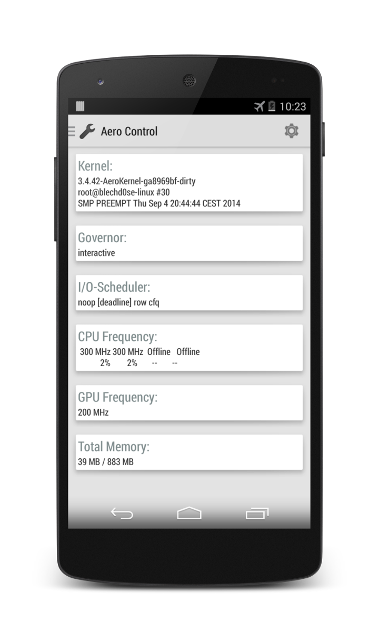 10:23
Aero Control
Kernel:
3.4.42-AeroKernel-ga8969bf-dirty
root@blechd0se-linux #30
SMP PREEMPT Thu Sep 4 20:44:44 CEST 2014
Governor:
interactive
I/O-Scheduler:
noop [deadline] row cfq
CPU Frequency:
300 MHz 300 MHz Offline Offline
2% 2% -- --
GPU Frequency:
200 MHz
Total Memory:
39 MB / 883 MB